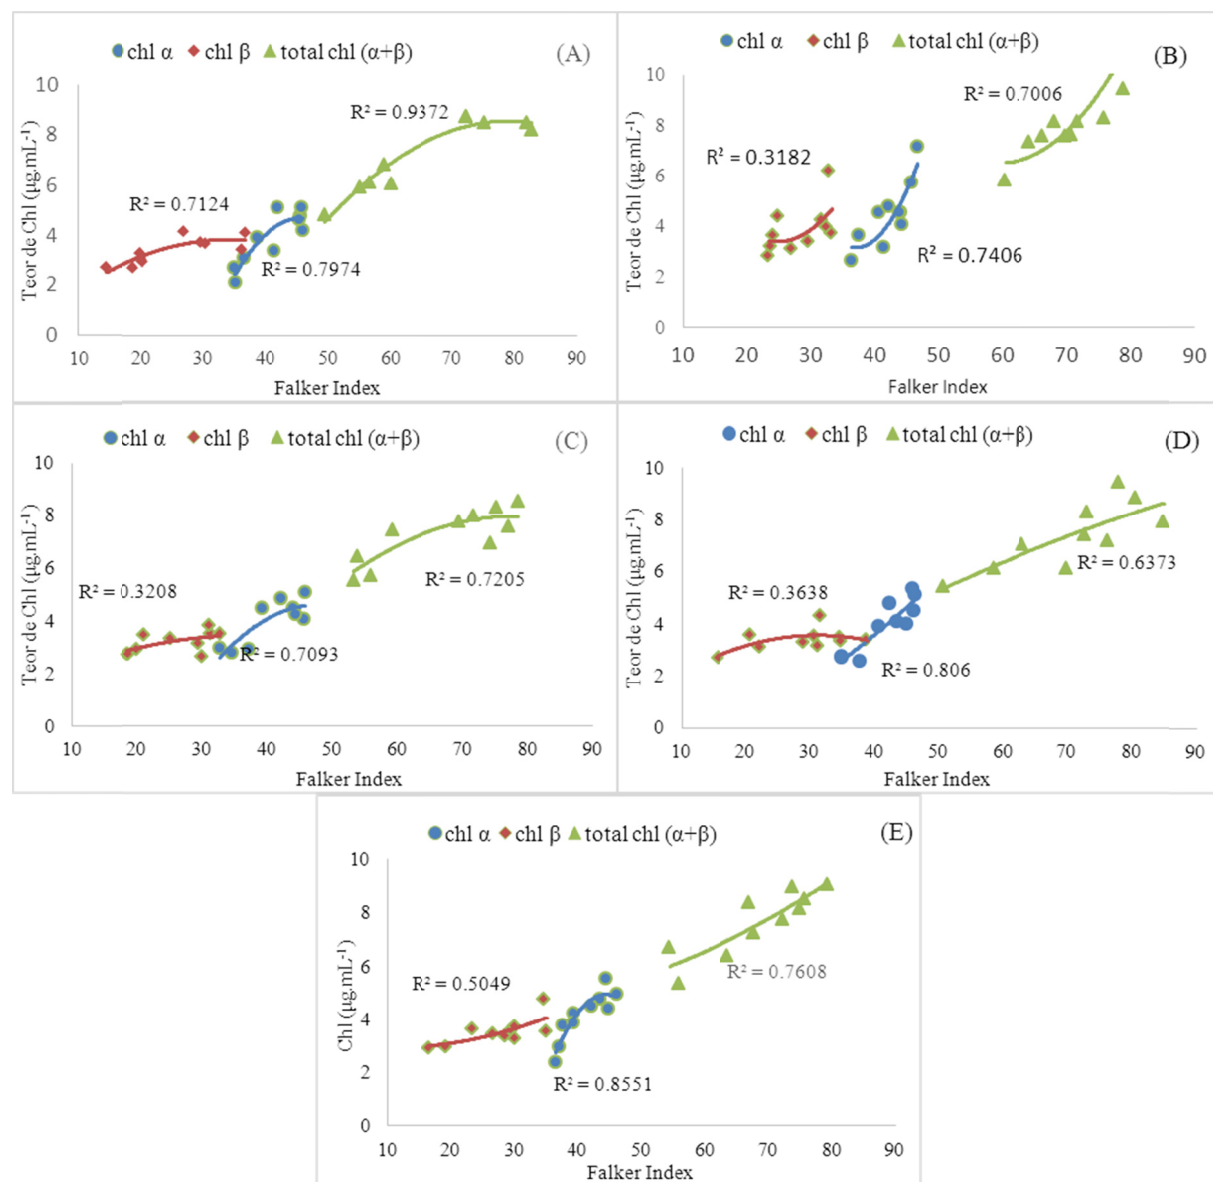 chl α chl β total chl (α+β) (A)
Teor de Chl (µg.mL⁻¹)
10
8
6
4
2
0
R² = 0.9372
R² = 0.7124
R² = 0.7974
10 20 30 40 50 60 70 80 90
Falker Index
chl α chl β total chl (α+β) (B)
Teor de Chl (µg.mL⁻¹)
10
8
6
4
2
0
R² = 0.7006
R² = 0.3182
R² = 0.7406
10 20 30 40 50 60 70 80 90
Falker Index
chl α chl β total chl (α+β) (C)
Teor de Chl (µg.mL⁻¹)
10
8
6
4
2
0
R² = 0.3208
R² = 0.7205
R² = 0.7093
10 20 30 40 50 60 70 80 90
Falker Index
chl α chl β total chl (α+β) (D)
Teor de Chl (µg.mL⁻¹)
10
8
6
4
2
0
R² = 0.3638
R² = 0.6373
R² = 0.806
10 20 30 40 50 60 70 80 90
Falker Index
chl α chl β total chl (α+β) (E)
Chl (µg.mL⁻¹)
10
8
6
4
2
0
R² = 0.5049
R² = 0.7608
R² = 0.8551
10 20 30 40 50 60 70 80 90
Falker Index